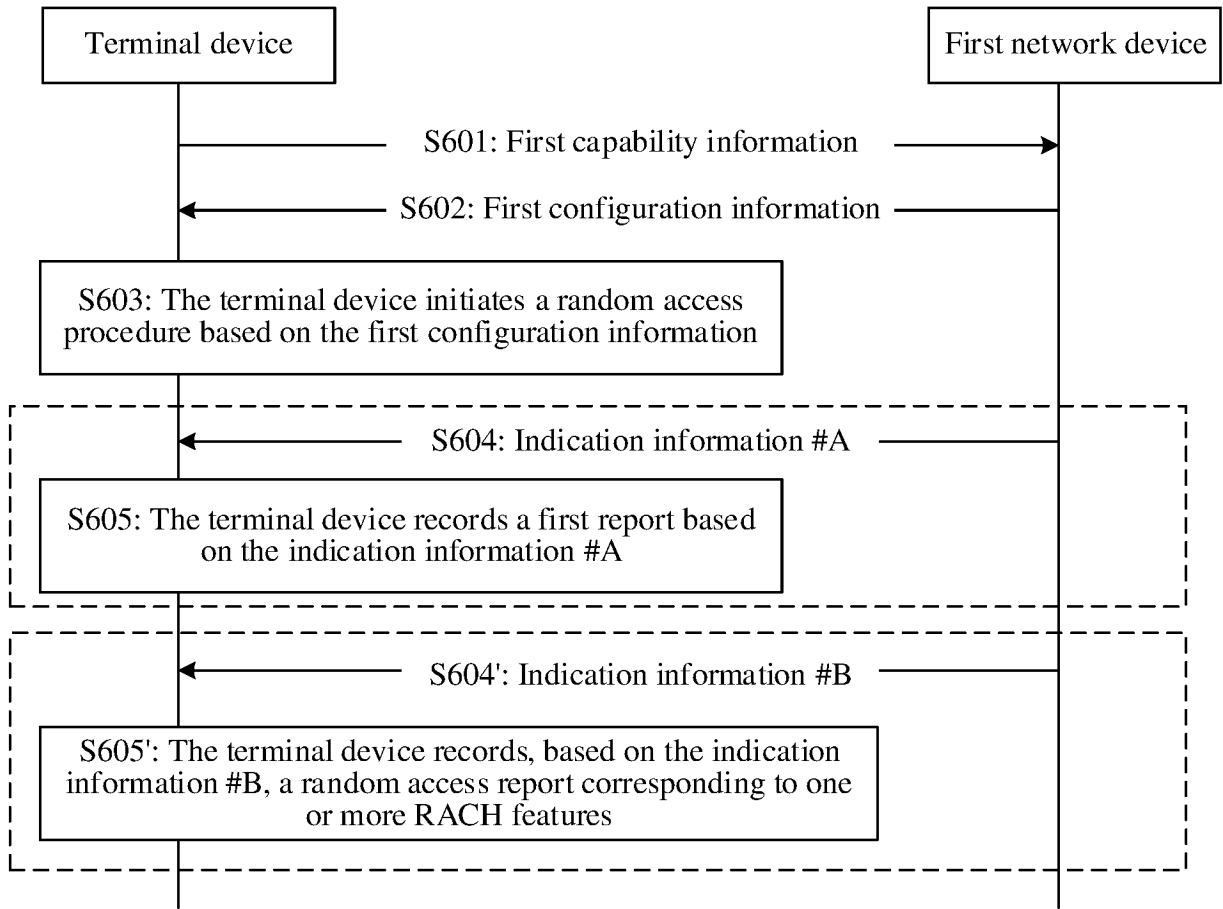 Terminal device
First network device
S601: First capability information
S602: First configuration information
S603: The terminal device initiates a random access
procedure based on the first configuration information
S604: Indication information #A
S605: The terminal device records a first report based
on the indication information #A
S604': Indication information #B
S605': The terminal device records, based on the indication
information #B, a random access report corresponding to one
or more RACH features